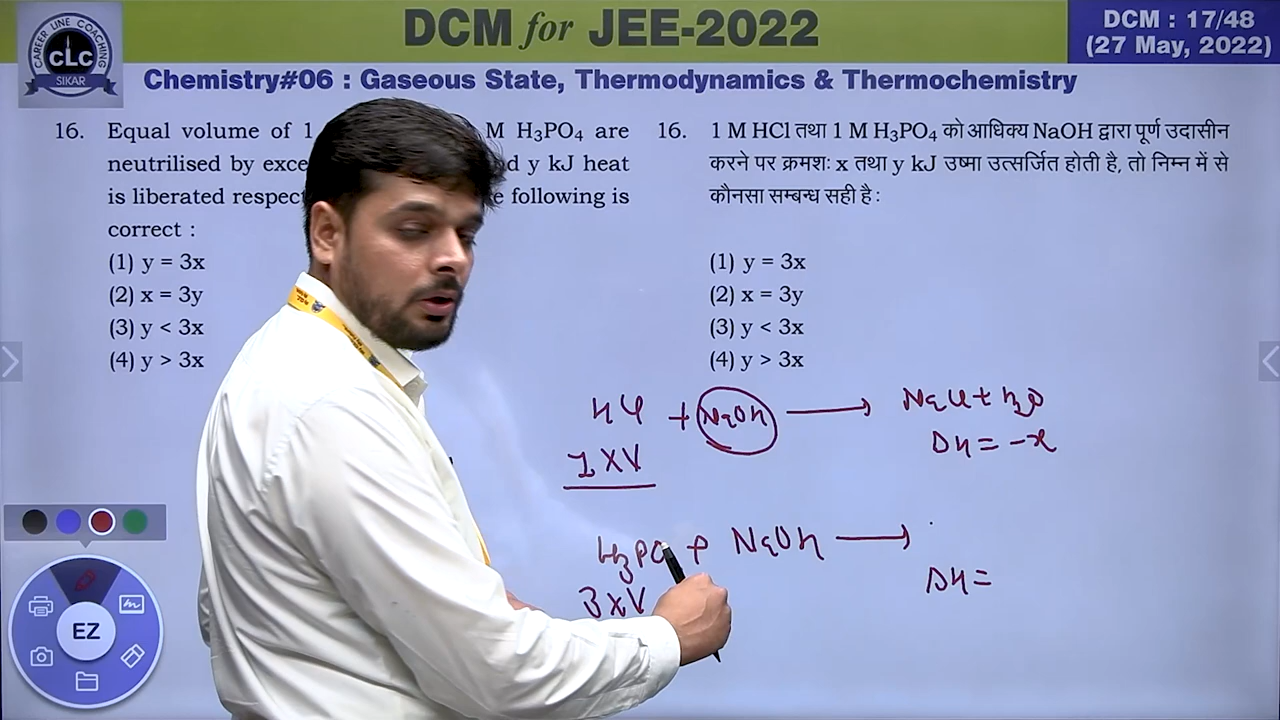 CAREER LINE COACHING
CLC
SIKAR
DCM for JEE-2022
DCM : 17/48
(27 May, 2022)
Chemistry#06 : Gaseous State, Thermodynamics & Thermochemistry
16. Equal volume of 1 M H₃PO₄ are
neutrilised by exce d y kJ heat
is liberated respect e following is
correct :
(1) y = 3x
(2) x = 3y
(3) y < 3x
(4) y > 3x
16. 1 M HCl तथा 1 M H₃PO₄ को आधिक्य NaOH द्वारा पूर्ण उदासीन
करने पर क्रमशः x तथा y kJ उष्मा उत्सर्जित होती है, तो निम्न में से
कौनसा सम्बन्ध सही है :
(1) y = 3x
(2) x = 3y
(3) y < 3x
(4) y > 3x
HCl + NaOH ⟶ NaCl + H₂O
1 X V
ΔH = -x
H₃PO + NaOH ⟶
3 X V
ΔH =
EZ